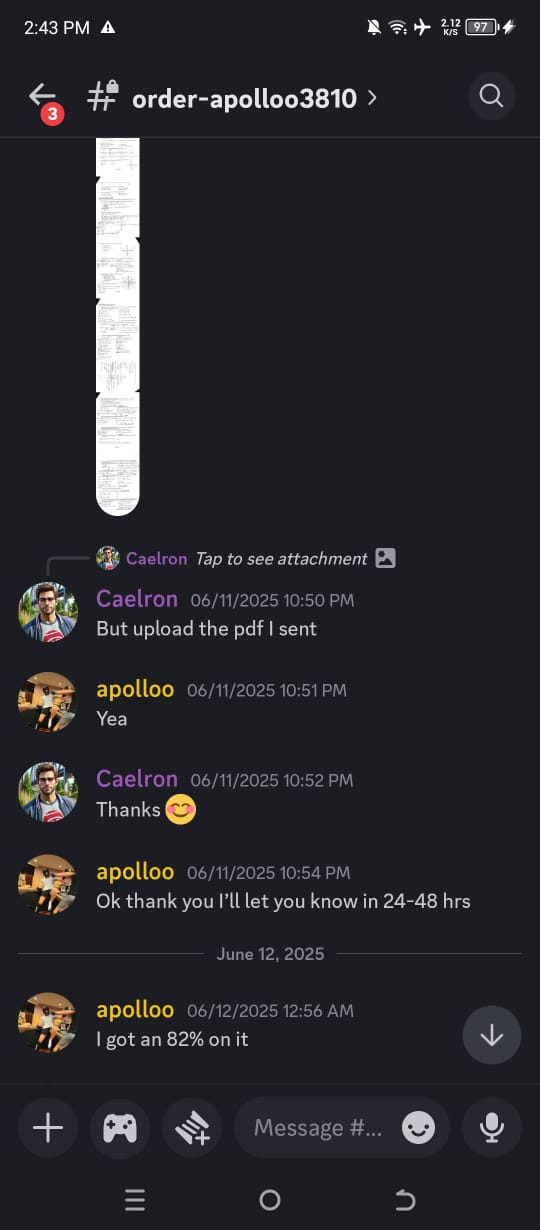 2:43 PM
2.12
K/S
97
3
order-apolloo3810
Caelron Tap to see attachment
Caelron 06/11/2025 10:50 PM
But upload the pdf I sent
apolloo 06/11/2025 10:51 PM
Yea
Caelron 06/11/2025 10:52 PM
Thanks 😊
apolloo 06/11/2025 10:54 PM
Ok thank you I'll let you know in 24-48 hrs
June 12, 2025
apolloo 06/12/2025 12:56 AM
I got an 82% on it
Message #...